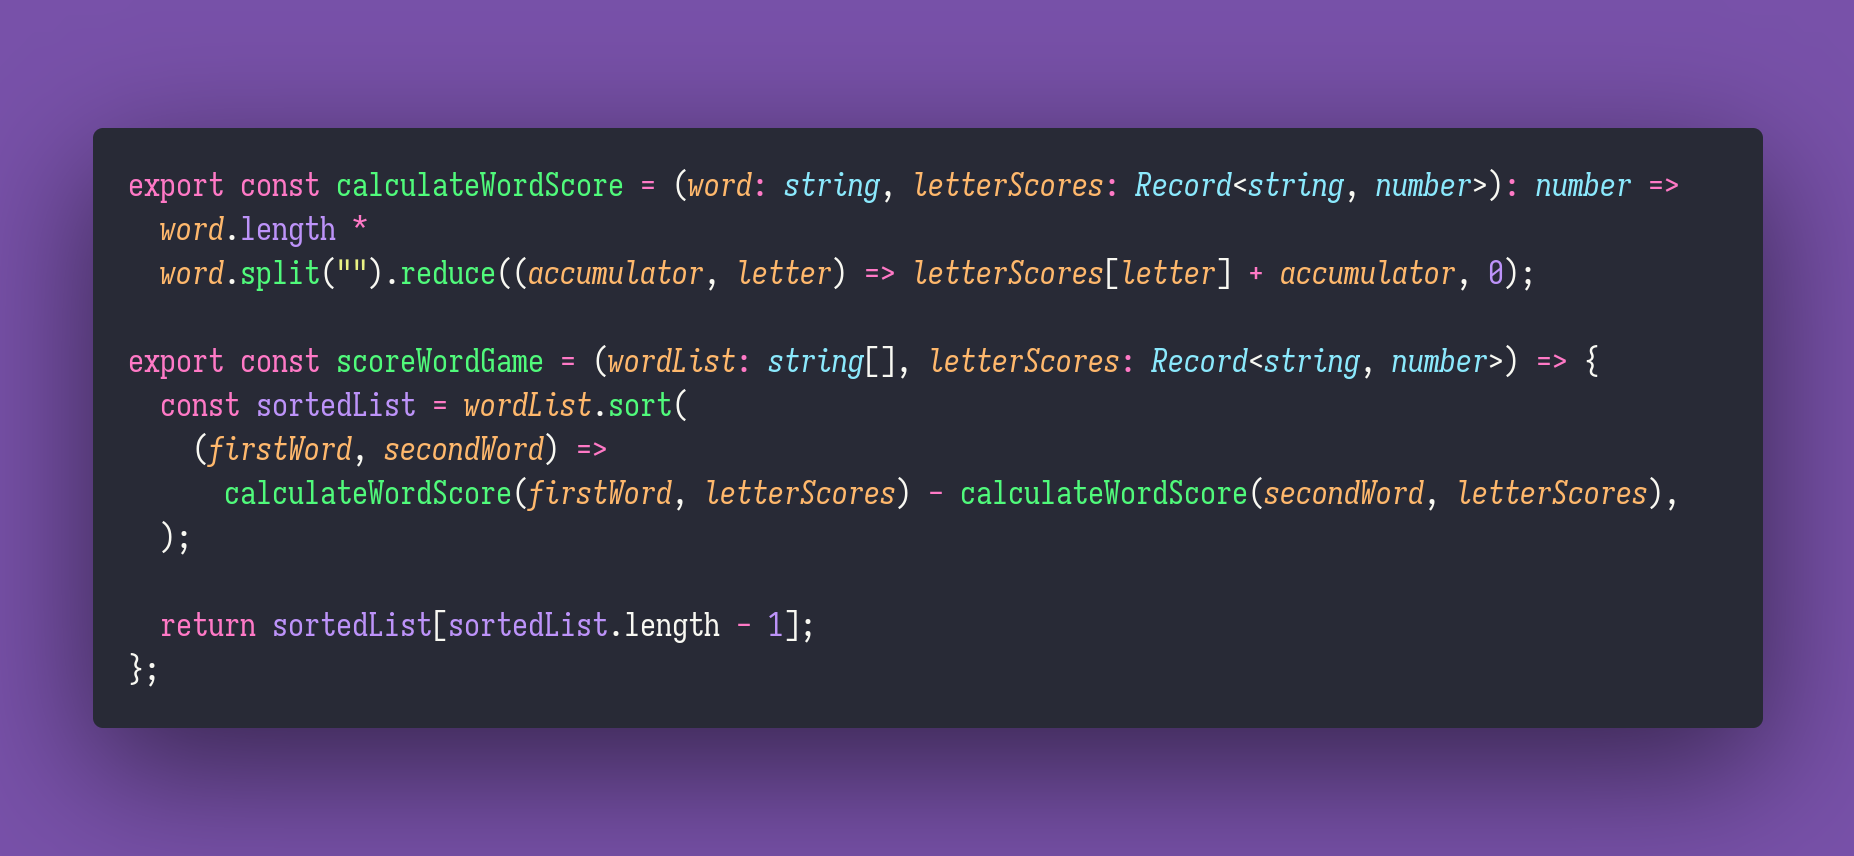 export const calculateWordScore = (word: string, letterScores: Record<string, number>): number =>
  word.length *
  word.split("").reduce((accumulator, letter) => letterScores[letter] + accumulator, 0);

export const scoreWordGame = (wordList: string[], letterScores: Record<string, number>) => {
  const sortedList = wordList.sort(
    (firstWord, secondWord) =>
      calculateWordScore(firstWord, letterScores) - calculateWordScore(secondWord, letterScores),
  );

  return sortedList[sortedList.length - 1];
};